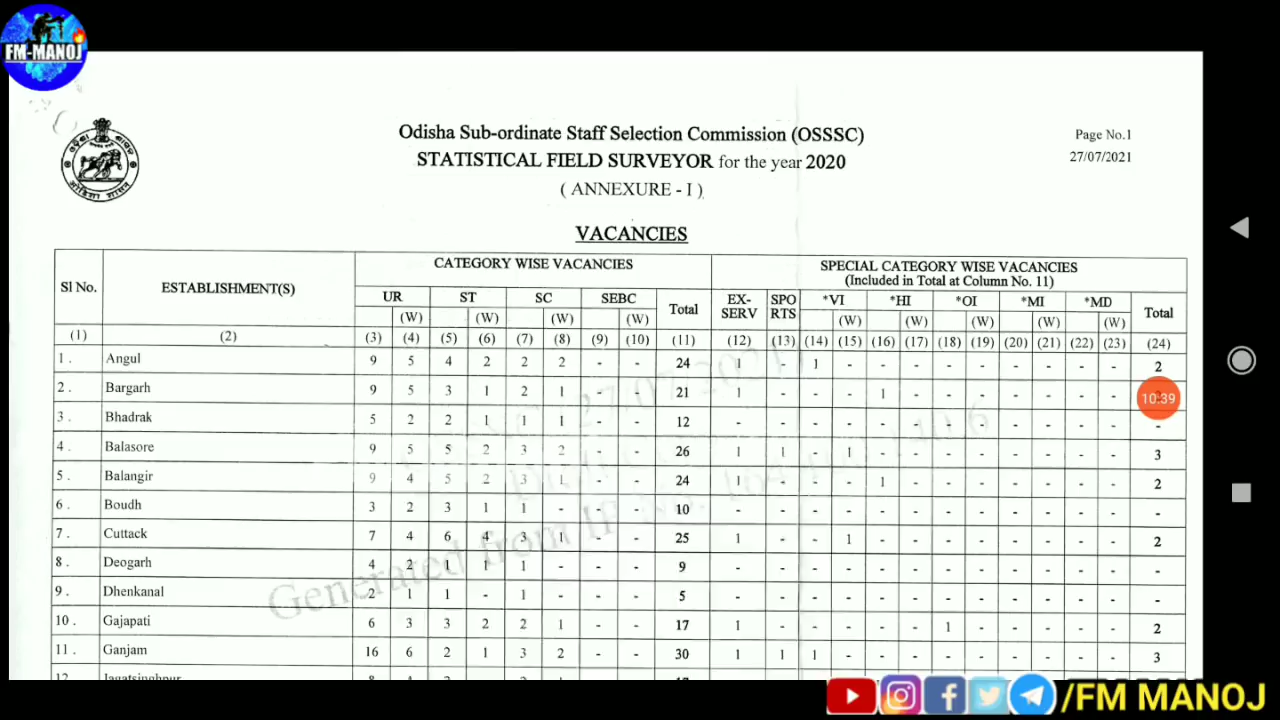 FM-MANOJ
Odisha Sub-ordinate Staff Selection Commission (OSSSC)
Page No.1
STATISTICAL FIELD SURVEYOR for the year 2020
27/07/2021
( ANNEXURE - I )
VACANCIES
Sl No. ESTABLISHMENT(S) CATEGORY WISE VACANCIES SPECIAL CATEGORY WISE VACANCIES
(Included in Total at Column No. 11)
UR ST SC SEBC Total EX-SERV SPORTS *VI *HI *OI *MI *MD Total
(W) (W) (W) (W) (W) (W) (W) (W) (W)
(1) (2) (3) (4) (5) (6) (7) (8) (9) (10) (11) (12) (13) (14) (15) (16) (17) (18) (19) (20) (21) (22) (23) (24)
1 . Angul 9 5 4 2 2 2 - - 24 1 - 1 - - - - - - - - - 2
2 . Bargarh 9 5 3 1 2 1 - - 21 1 - - - 1 - - - - - - -
10:39
3 . Bhadrak 5 2 2 1 1 1 - - 12 - - - - - - - - - - - - -
4 . Balasore 9 5 5 2 3 2 - - 26 1 1 - 1 - - - - - - - - 3
5 . Balangir 9 4 5 2 3 1 - - 24 1 - - - 1 - - - - - - - 2
6 . Boudh 3 2 3 1 1 - - - 10 - - - - - - - - - - - - -
7 . Cuttack 7 4 6 4 3 1 - - 25 1 - - 1 - - - - - - - - 2
8 . Deogarh 4 2 1 1 1 - - - 9 - - - - - - - - - - - - -
9 . Dhenkanal 2 1 1 - 1 - - - 5 - - - - - - - - - - - - -
10 . Gajapati 6 3 3 2 2 1 - - 17 1 - - - - - 1 - - - - - 2
11 . Ganjam 16 6 2 1 3 2 - - 30 1 1 1 - - - - - - - - - 3
12 . Jagatsinghpur
Generated from IP No.
27/07/2021
/FM MANOJ